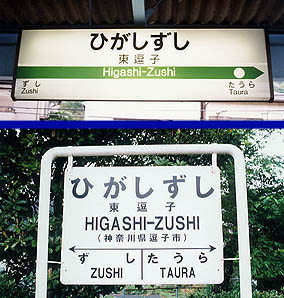 ひがしずし
東逗子
Higashi-Zushi
ずし たうら
Zushi Taura
ひがしずし
東逗子
HIGASHI-ZUSHI
(神奈川県逗子市)
ずし たうら
ZUSHI TAURA